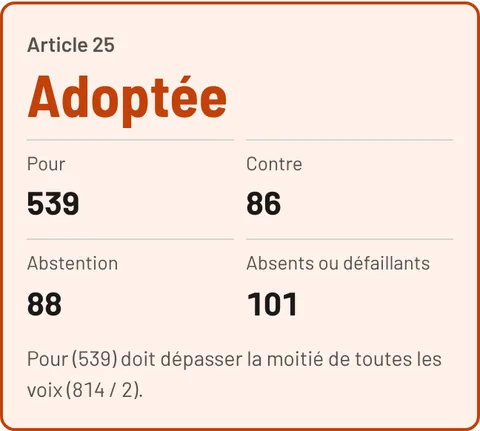 Article 25
Adoptée
Pour
539
Contre
86
Abstention
88
Absents ou défaillants
101
Pour (539) doit dépasser la moitié de toutes les
voix (814 / 2).